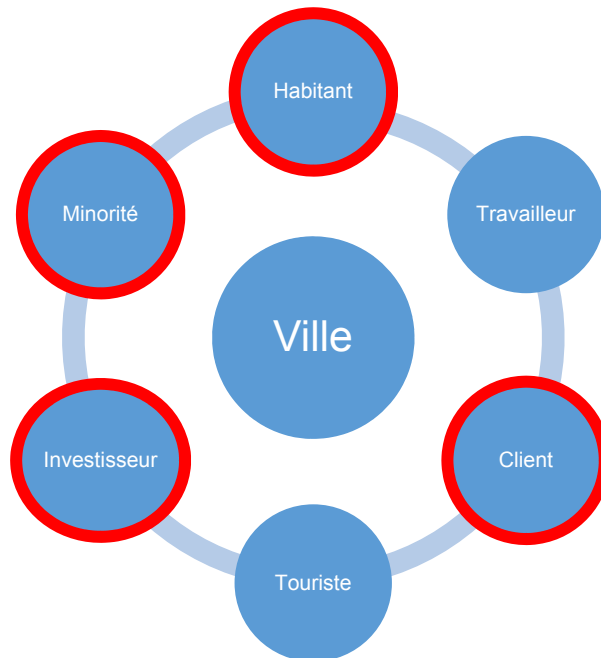 Habitant
Minorité
Travailleur
Ville
Investisseur
Client
Touriste